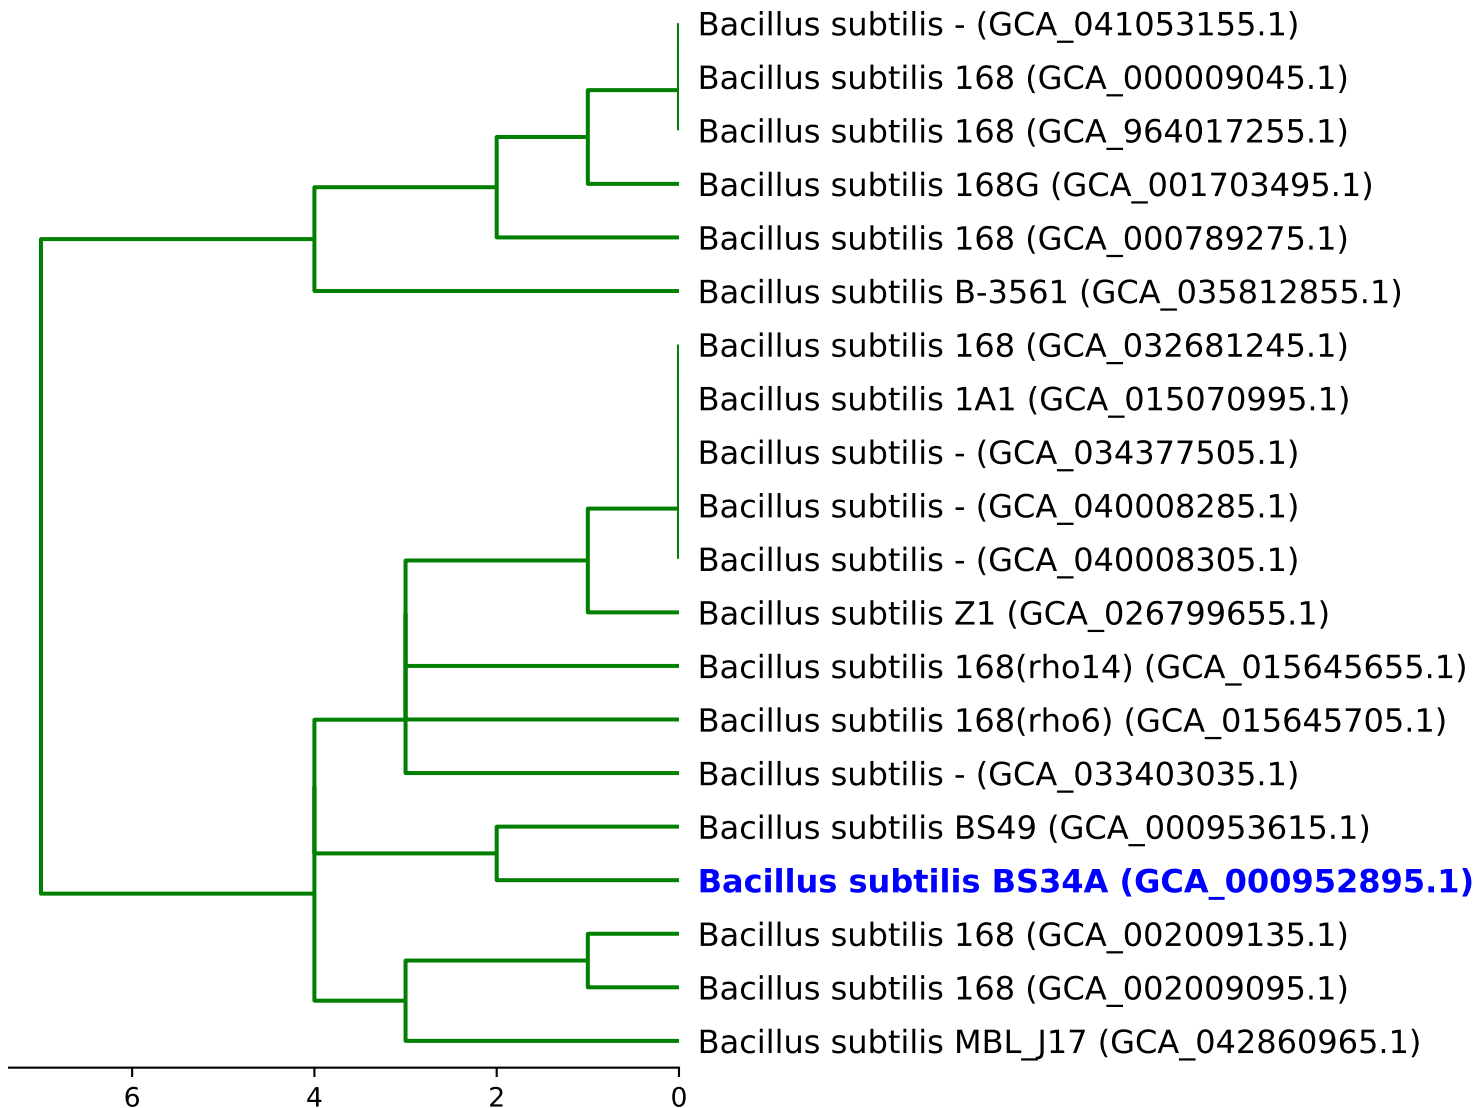 Bacillus subtilis - (GCA_041053155.1)
Bacillus subtilis 168 (GCA_000009045.1)
Bacillus subtilis 168 (GCA_964017255.1)
Bacillus subtilis 168G (GCA_001703495.1)
Bacillus subtilis 168 (GCA_000789275.1)
Bacillus subtilis B-3561 (GCA_035812855.1)
Bacillus subtilis 168 (GCA_032681245.1)
Bacillus subtilis 1A1 (GCA_015070995.1)
Bacillus subtilis - (GCA_034377505.1)
Bacillus subtilis - (GCA_040008285.1)
Bacillus subtilis - (GCA_040008305.1)
Bacillus subtilis Z1 (GCA_026799655.1)
Bacillus subtilis 168(rho14) (GCA_015645655.1)
Bacillus subtilis 168(rho6) (GCA_015645705.1)
Bacillus subtilis - (GCA_033403035.1)
Bacillus subtilis BS49 (GCA_000953615.1)
Bacillus subtilis BS34A (GCA_000952895.1)
Bacillus subtilis 168 (GCA_002009135.1)
Bacillus subtilis 168 (GCA_002009095.1)
Bacillus subtilis MBL_J17 (GCA_042860965.1)
6 4 2 0